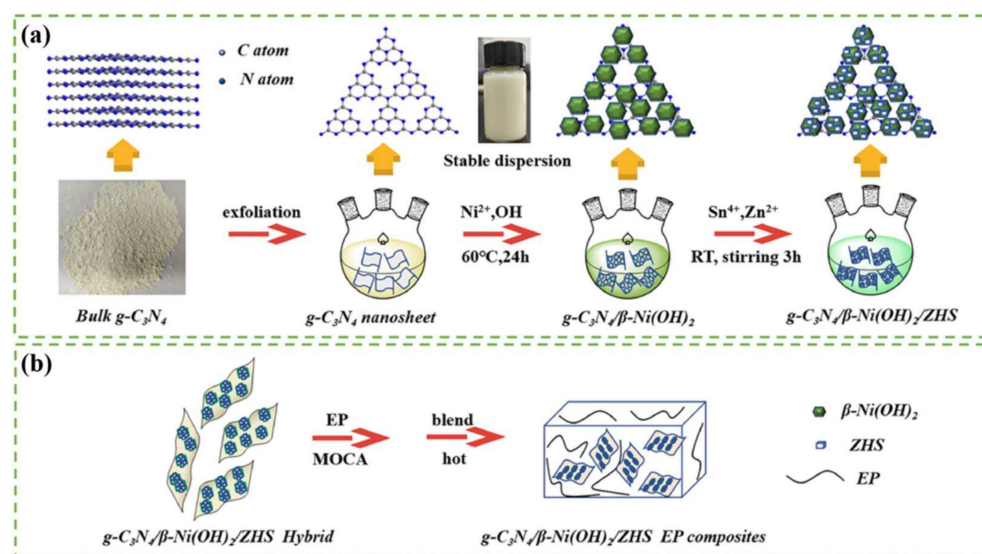 (a)
C atom
N atom
Stable dispersion
exfoliation
Ni²⁺,OH
60°C,24h
Sn⁴⁺,Zn²⁺
RT, stirring 3h
Bulk g-C₃N₄
g-C₃N₄ nanosheet
g-C₃N₄/β-Ni(OH)₂
g-C₃N₄/β-Ni(OH)₂/ZHS
(b)
EP
MOCA
blend
hot
β-Ni(OH)₂
ZHS
EP
g-C₃N₄/β-Ni(OH)₂/ZHS Hybrid
g-C₃N₄/β-Ni(OH)₂/ZHS EP composites